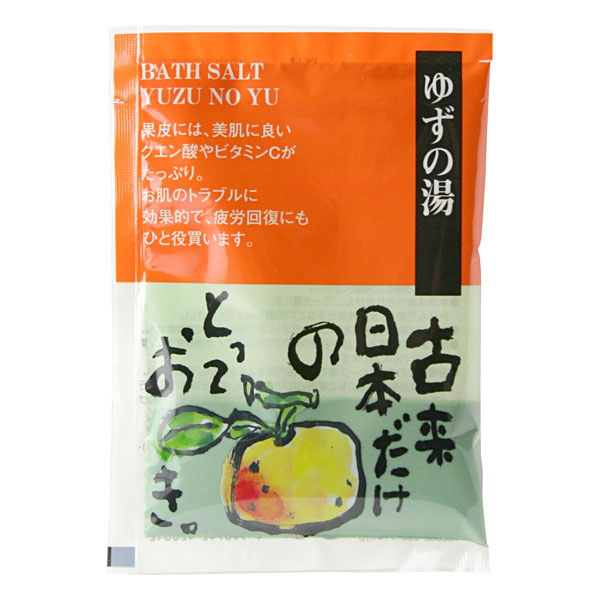 BATH SALT
YUZU NO YU
ゆずの湯
果皮には、美肌に良い
クエン酸やビタミンCが
たっぷり。
お肌のトラブルに
効果的で、疲労回復にも
ひと役買います。
古来
日本だけ
の
とって
おき。